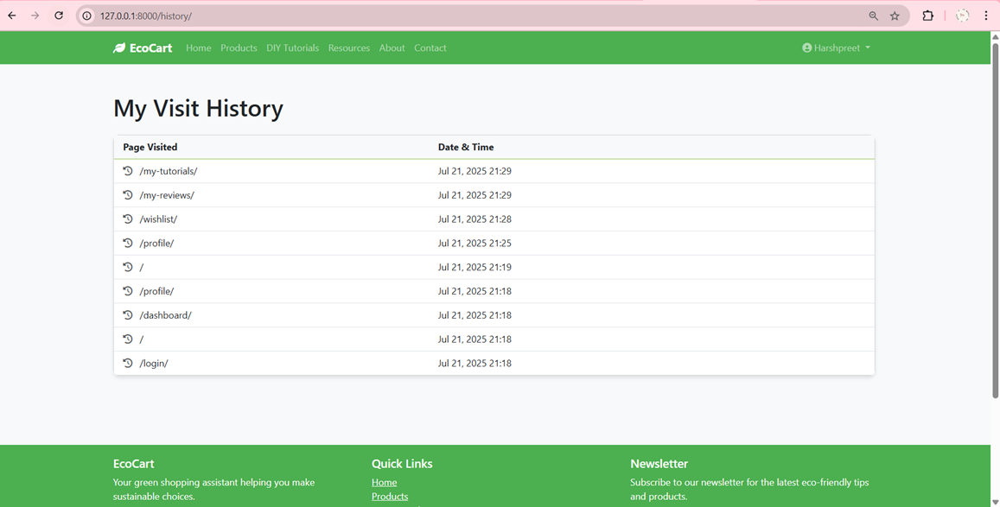 127.0.0.1:8000/history/
EcoCart Home Products DIY Tutorials Resources About Contact Harshpreet
My Visit History
Page Visited Date & Time
/my-tutorials/ Jul 21, 2025 21:29
/my-reviews/ Jul 21, 2025 21:29
/wishlist/ Jul 21, 2025 21:28
/profile/ Jul 21, 2025 21:25
/ Jul 21, 2025 21:19
/profile/ Jul 21, 2025 21:18
/dashboard/ Jul 21, 2025 21:18
/ Jul 21, 2025 21:18
/login/ Jul 21, 2025 21:18
EcoCart
Your green shopping assistant helping you make
sustainable choices.
Quick Links
Home
Products
Newsletter
Subscribe to our newsletter for the latest eco-friendly tips
and products.